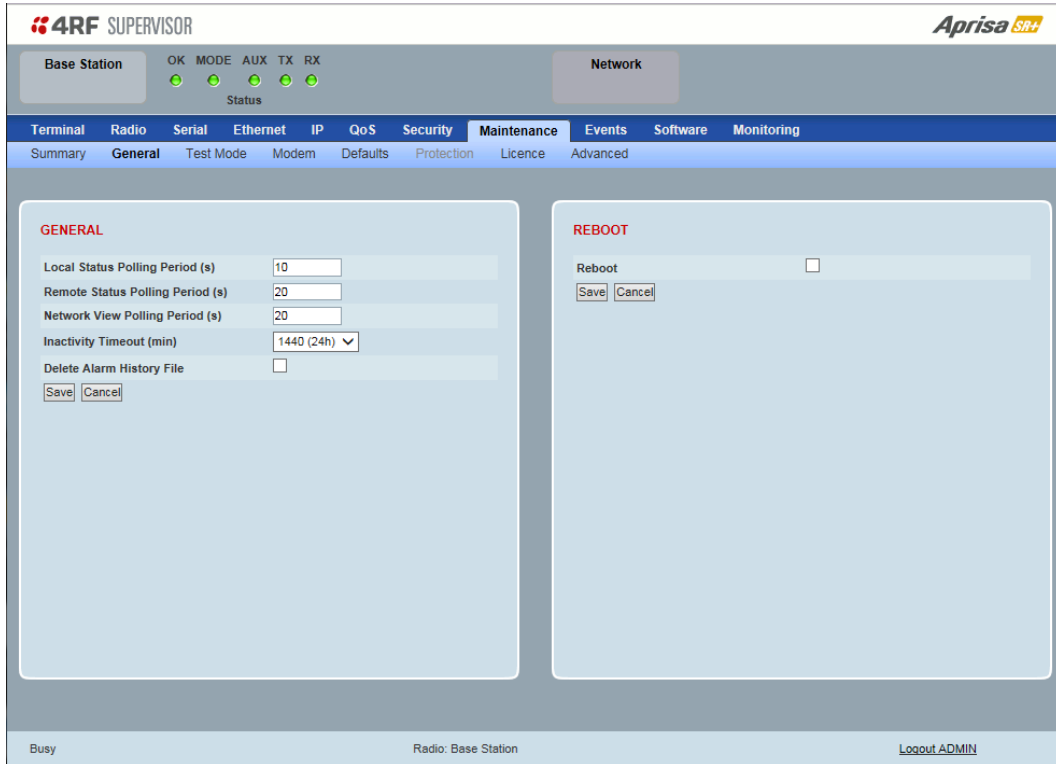 4RF SUPERVISOR
Aprisa SR+
Base Station
OK MODE AUX TX RX
Status
Network
Terminal Radio Serial Ethernet IP QoS Security Maintenance Events Software Monitoring
Summary General Test Mode Modem Defaults Protection Licence Advanced
GENERAL
Local Status Polling Period (s) 10
Remote Status Polling Period (s) 20
Network View Polling Period (s) 20
Inactivity Timeout (min) 1440 (24h)
Delete Alarm History File
Save Cancel
REBOOT
Reboot
Save Cancel
Busy Radio: Base Station Logout ADMIN